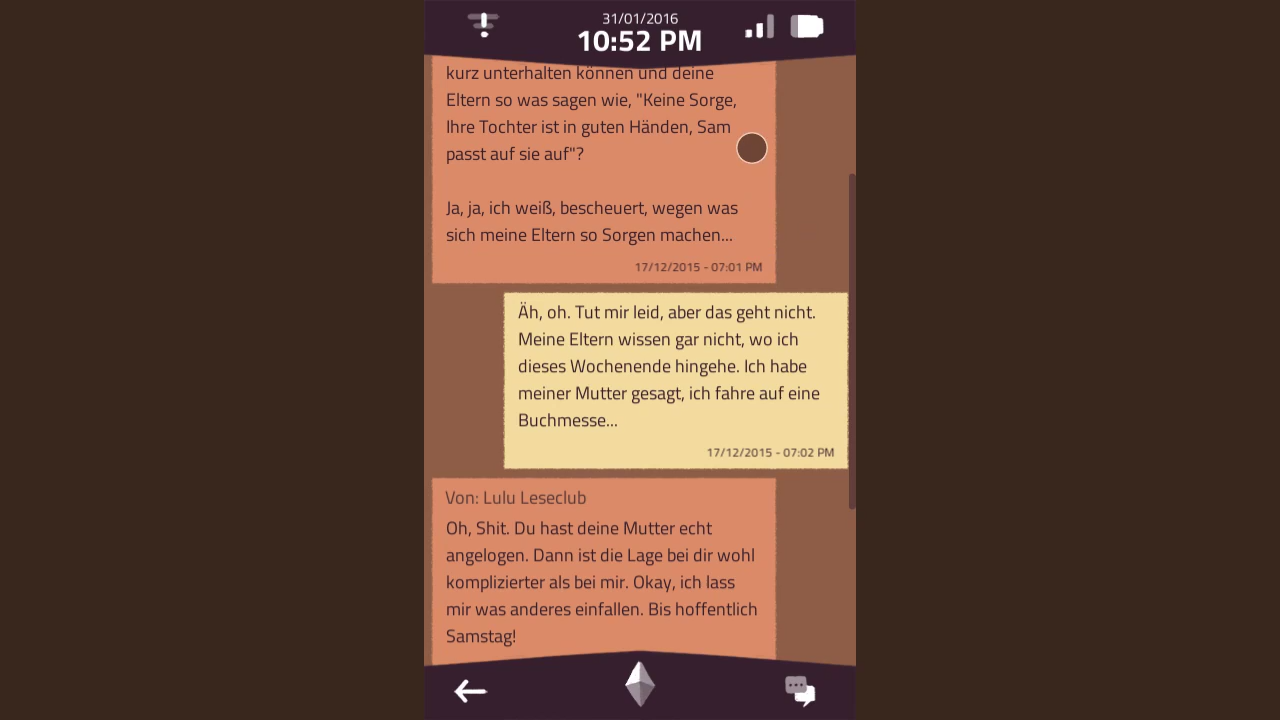 31/01/2016
10:52 PM
kurz unterhalten können und deine
Eltern so was sagen wie, "Keine Sorge,
Ihre Tochter ist in guten Händen, Sam
passt auf sie auf"?
Ja, ja, ich weiß, bescheuert, wegen was
sich meine Eltern so Sorgen machen...
17/12/2015 - 07:01 PM
Äh, oh. Tut mir leid, aber das geht nicht.
Meine Eltern wissen gar nicht, wo ich
dieses Wochenende hingehe. Ich habe
meiner Mutter gesagt, ich fahre auf eine
Buchmesse...
17/12/2015 - 07:02 PM
Von: Lulu Leseclub
Oh, Shit. Du hast deine Mutter echt
angelogen. Dann ist die Lage bei dir wohl
komplizierter als bei mir. Okay, ich lass
mir was anderes einfallen. Bis hoffentlich
Samstag!